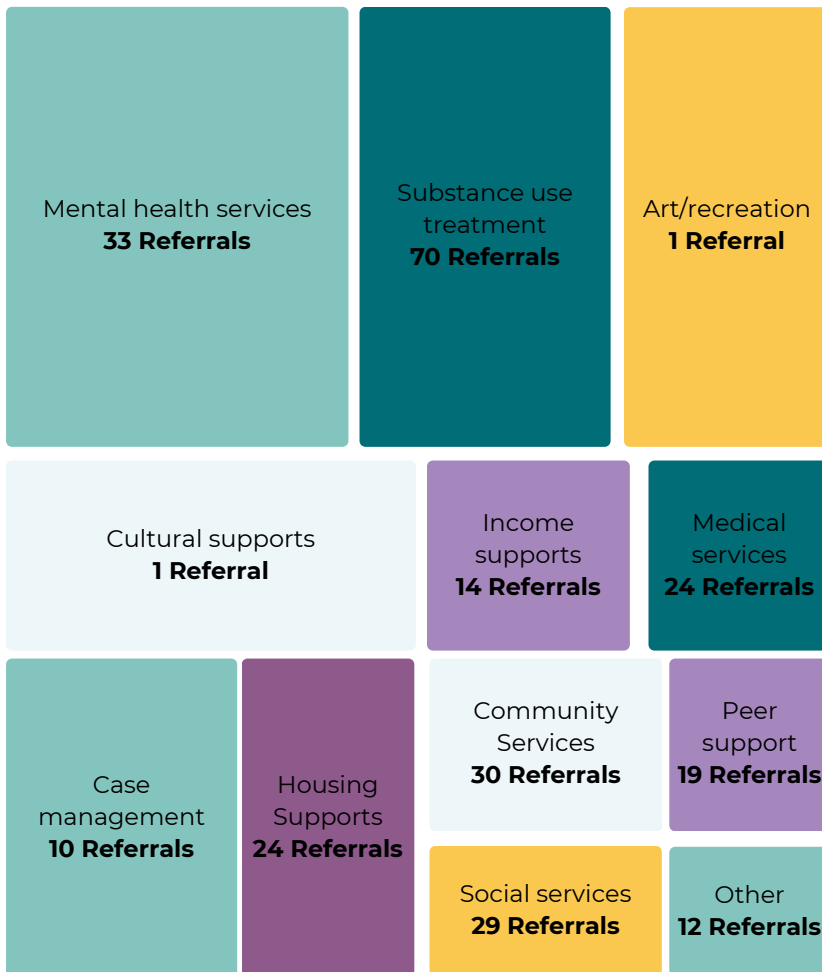 Mental health services
33 Referrals
Substance use
treatment
70 Referrals
Art/recreation
1 Referral
Cultural supports
1 Referral
Income
supports
14 Referrals
Medical
services
24 Referrals
Case
management
10 Referrals
Housing
Supports
24 Referrals
Community
Services
30 Referrals
Peer
support
19 Referrals
Social services
29 Referrals
Other
12 Referrals